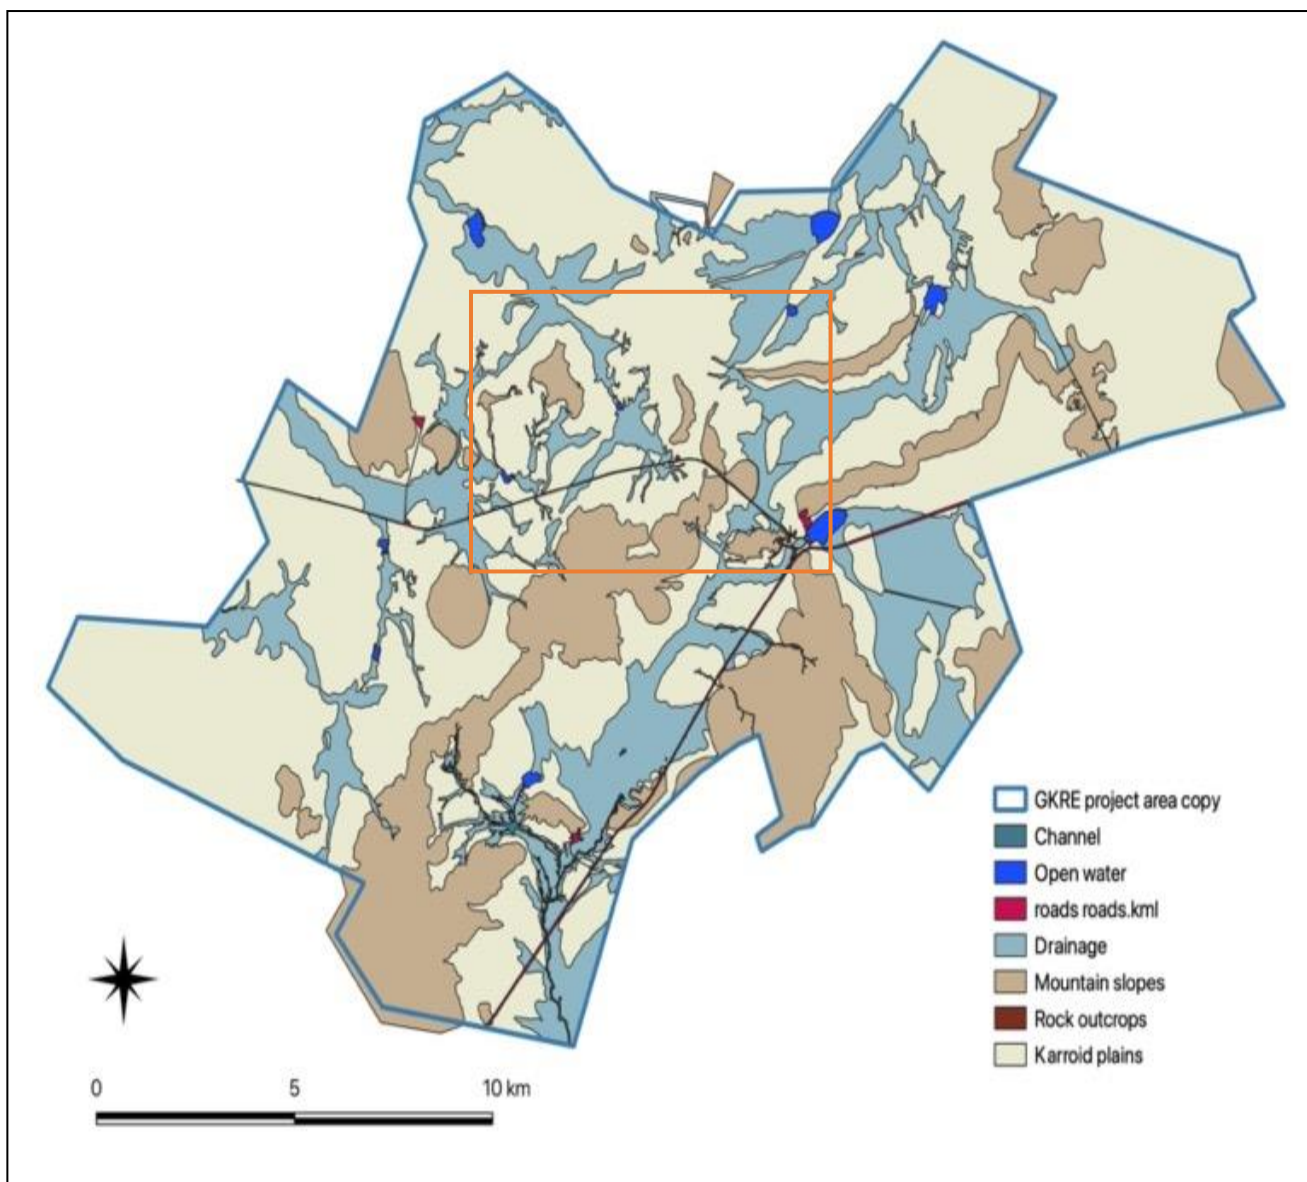 GKRE project area copy
Channel
Open water
roads roads.kml
Drainage
Mountain slopes
Rock outcrops
Karroid plains
0 5 10 km